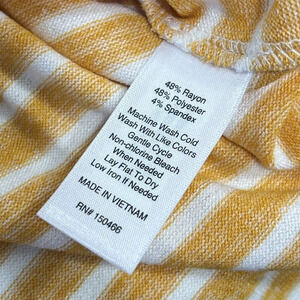 48% Rayon
48% Polyester
4% Spandex
Machine Wash Cold
Wash With Like Colors
Gentle Cycle
Non-chlorine Bleach
When Needed
Lay Flat To Dry
Low Iron If Needed
MADE IN VIETNAM
RN# 150466